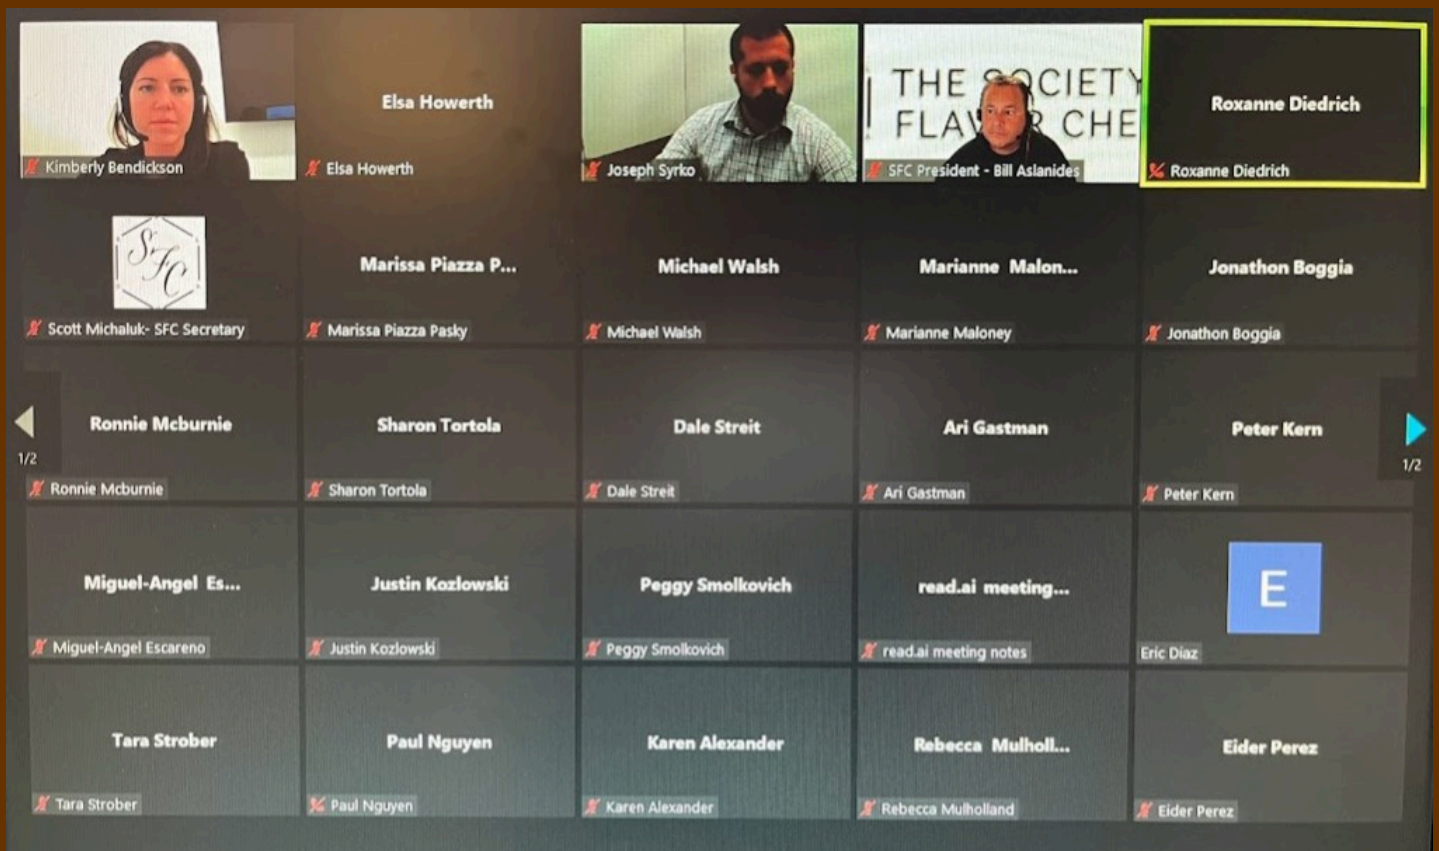 Kimberly Bendickson
Elsa Howerth
Elsa Howerth
Joseph Syrko
THE SOCIETY
FLAV R CHE
SFC President - Bill Aslanides
Roxanne Diedrich
Roxanne Diedrich
SFC
Scott Michaluk- SFC Secretary
Marissa Piazza P...
Marissa Piazza Pasky
Michael Walsh
Michael Walsh
Marianne Malon...
Marianne Maloney
Jonathon Boggia
Jonathon Boggia
1/2
Ronnie Mcburnie
Ronnie Mcburnie
Sharon Tortola
Sharon Tortola
Dale Streit
Dale Streit
Ari Gastman
Ari Gastman
Peter Kern
Peter Kern
1/2
Miguel-Angel Es...
Miguel-Angel Escareno
Justin Kozlowski
Justin Kozlowski
Peggy Smolkovich
Peggy Smolkovich
read.ai meeting...
read.ai meeting notes
E
Eric Diaz
Tara Strober
Tara Strober
Paul Nguyen
Paul Nguyen
Karen Alexander
Karen Alexander
Rebecca Mulholl...
Rebecca Mulholland
Eider Perez
Eider Perez